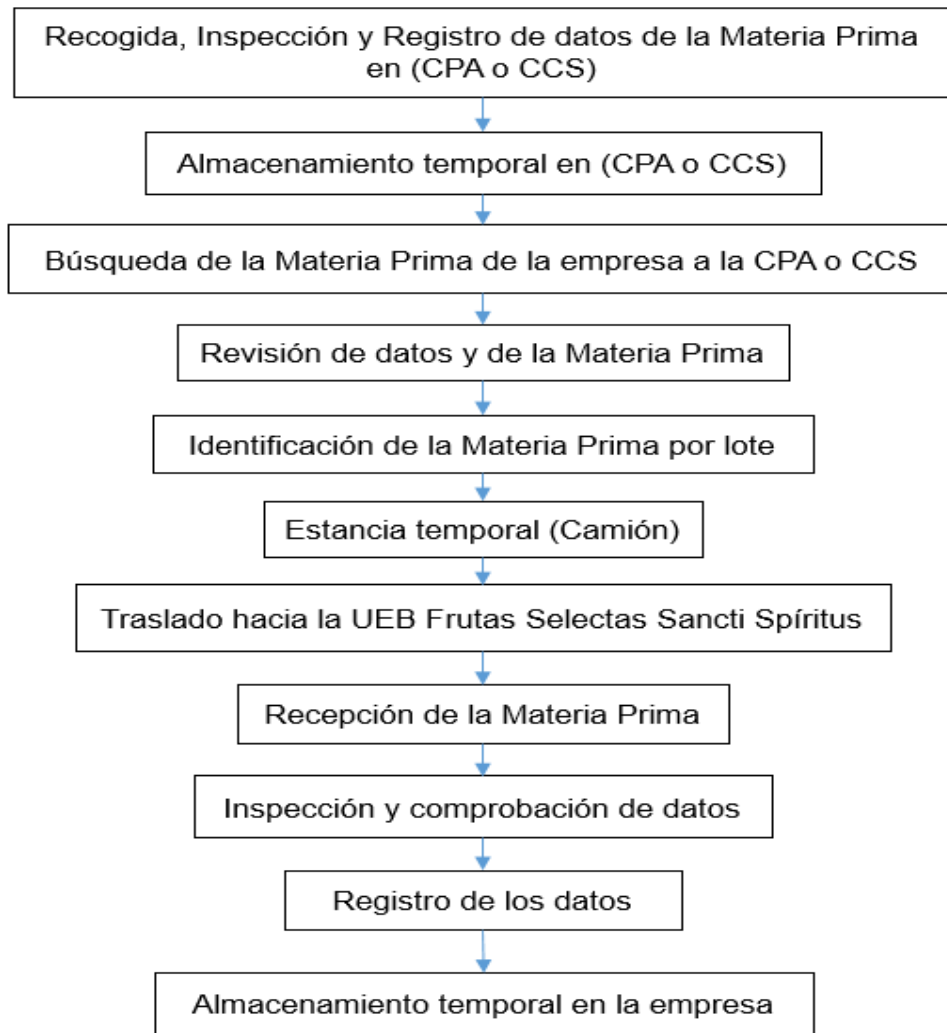 Recogida, Inspección y Registro de datos de la Materia Prima
en (CPA o CCS)
Almacenamiento temporal en (CPA o CCS)
Búsqueda de la Materia Prima de la empresa a la CPA o CCS
Revisión de datos y de la Materia Prima
Identificación de la Materia Prima por lote
Estancia temporal (Camión)
Traslado hacia la UEB Frutas Selectas Sancti Spíritus
Recepción de la Materia Prima
Inspección y comprobación de datos
Registro de los datos
Almacenamiento temporal en la empresa